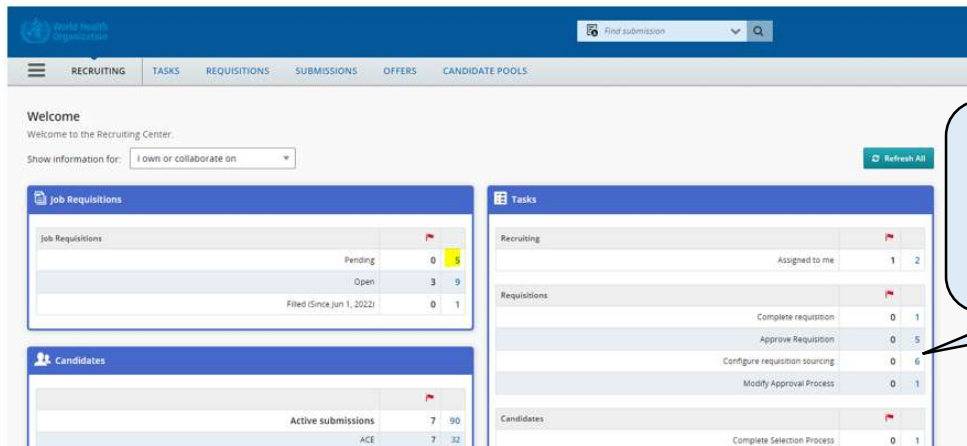 World Health
Organization
Find submission
RECRUITING TASKS REQUISITIONS SUBMISSIONS OFFERS CANDIDATE POOLS
Welcome
Welcome to the Recruiting Center.
Show information for: I own or collaborate on
Refresh All
Job Requisitions
Job Requisitions
Pending 0 5
Open 3 9
Filled (Since Jun 1, 2022) 0 1
Candidates
Active submissions 7 90
ACE 7 32
Tasks
Recruiting
Assigned to me 1 2
Requisitions
Complete requisition 0 1
Approve Requisition 0 5
Configure requisition sourcing 0 6
Modify Approval Process 0 1
Candidates
Complete Selection Process 0 1